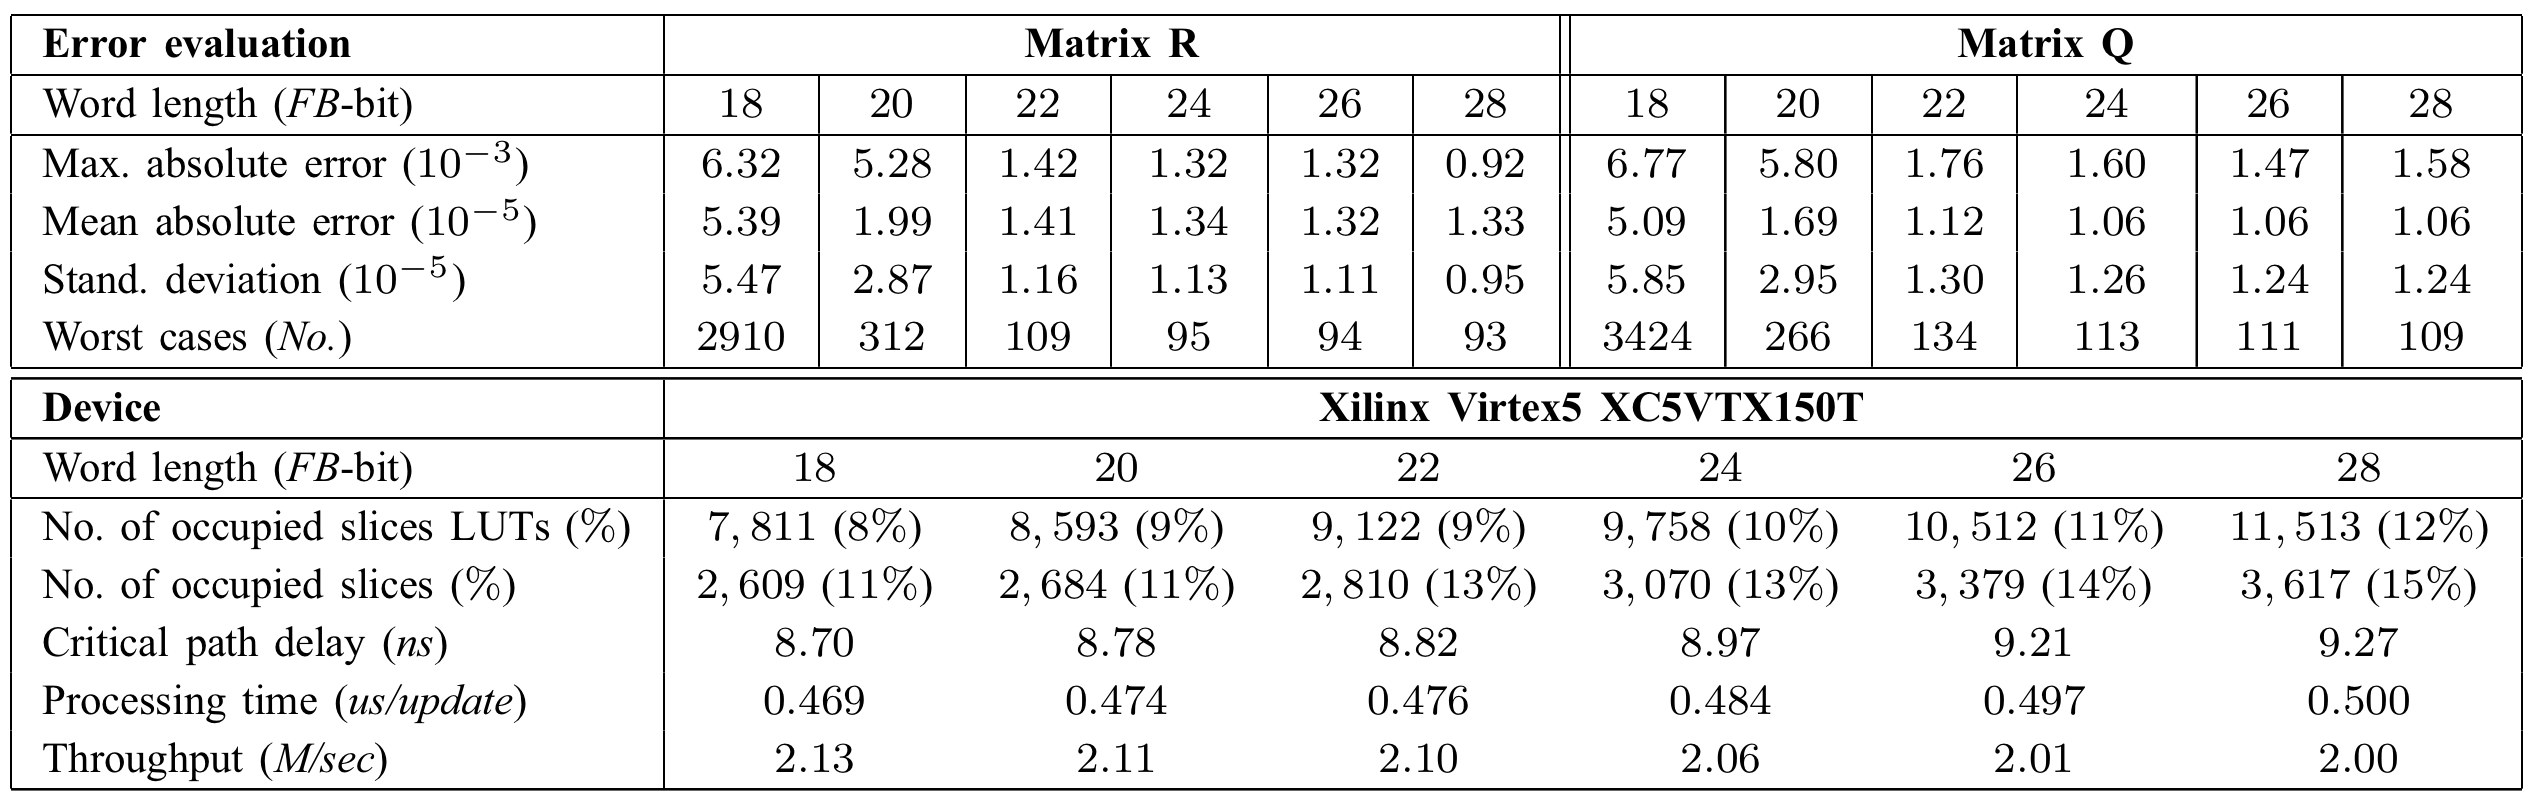 Error evaluation Matrix R Matrix Q
Word length (FB-bit) 18 20 22 24 26 28 18 20 22 24 26 28
Max. absolute error (10⁻³) 6.32 5.28 1.42 1.32 1.32 0.92 6.77 5.80 1.76 1.60 1.47 1.58
Mean absolute error (10⁻⁵) 5.39 1.99 1.41 1.34 1.32 1.33 5.09 1.69 1.12 1.06 1.06 1.06
Stand. deviation (10⁻⁵) 5.47 2.87 1.16 1.13 1.11 0.95 5.85 2.95 1.30 1.26 1.24 1.24
Worst cases (No.) 2910 312 109 95 94 93 3424 266 134 113 111 109
Device Xilinx Virtex5 XC5VTX150T
Word length (FB-bit) 18 20 22 24 26 28
No. of occupied slices LUTs (%) 7,811 (8%) 8,593 (9%) 9,122 (9%) 9,758 (10%) 10,512 (11%) 11,513 (12%)
No. of occupied slices (%) 2,609 (11%) 2,684 (11%) 2,810 (13%) 3,070 (13%) 3,379 (14%) 3,617 (15%)
Critical path delay (ns) 8.70 8.78 8.82 8.97 9.21 9.27
Processing time (us/update) 0.469 0.474 0.476 0.484 0.497 0.500
Throughput (M/sec) 2.13 2.11 2.10 2.06 2.01 2.00